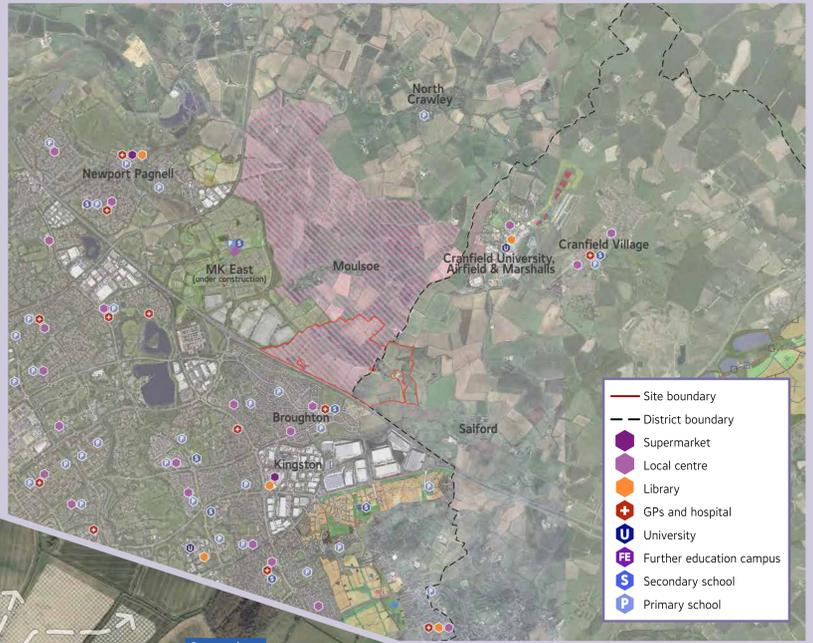 North
Crawley
Newport Pagnell
MK East
(under construction)
Moulsoe
Cranfield University,
Airfield & Marshalls
Cranfield Village
Broughton
Salford
Kingston
Site boundary
District boundary
Supermarket
Local centre
Library
GPs and hospital
U University
FE Further education campus
S Secondary school
P Primary school